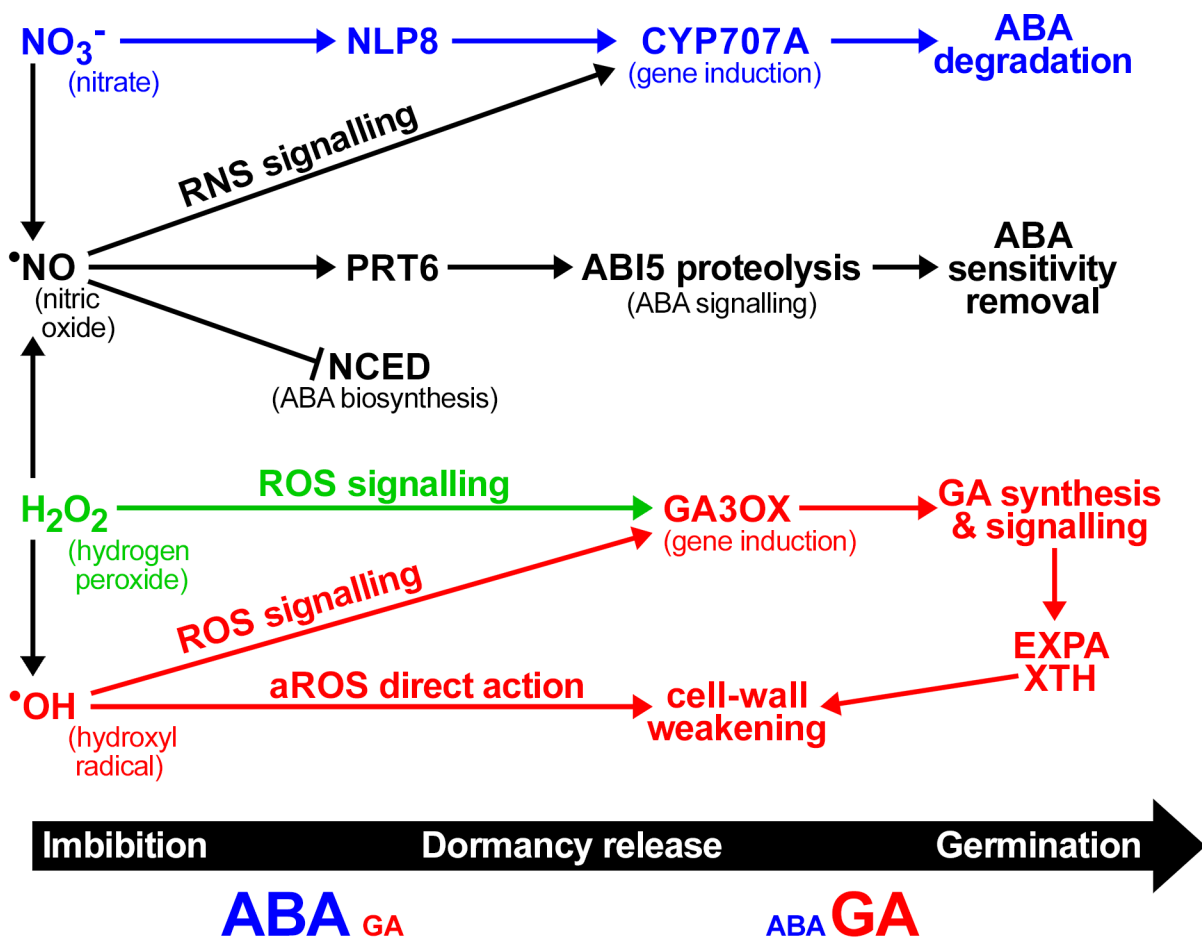 NO₃⁻ NLP8 CYP707A ABA
(nitrate) (gene induction) degradation
RNS signalling
•NO PRT6 ABI5 proteolysis ABA
(nitric (ABA signalling) sensitivity
oxide) removal
NCED
(ABA biosynthesis)
H₂O₂ ROS signalling GA3OX GA synthesis
(hydrogen (gene induction) & signalling
peroxide)
ROS signalling
EXPA
XTH
•OH aROS direct action cell-wall
(hydroxyl weakening
radical)
Imbibition Dormancy release Germination
ABA GA ABA GA